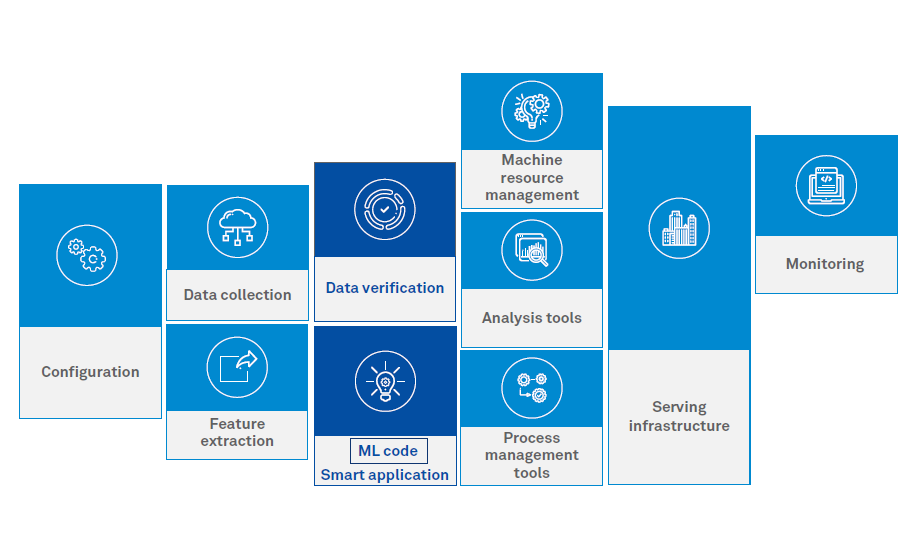 Configuration
Data collection
Feature
extraction
Data verification
ML code
Smart application
Machine
resource
management
Analysis tools
Process
management
tools
Serving
infrastructure
Monitoring